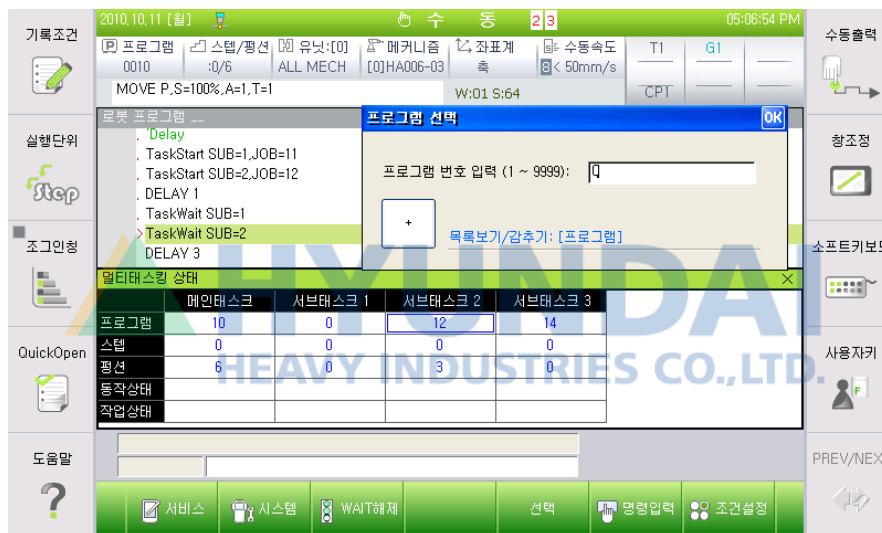 2010,10,11 [월] 수 동 2 3 05:06:54 PM
기록조건
P 프로그램 스텝/펑션 유닛:[0] 메커니즘 좌표계 수동속도 T1 G1
0010 :0/6 ALL MECH [0]HA006-03 축 8< 50mm/s
MOVE P,S=100%,A=1,T=1 W:01 S:64 CP1
수동출력
실행단위
Step
창조정
로봇 프로그램 __
'Delay
TaskStart SUB=1,JOB=11
TaskStart SUB=2,JOB=12
DELAY 1
TaskWait SUB=1
>TaskWait SUB=2
DELAY 3
프로그램 선택 OK
프로그램 번호 입력 (1 ~ 9999): 0
+
목록보기/감추기: [프로그램]
조그인칭
소프트키보드
멀티태스킹 상태
메인태스크 서브태스크 1 서브태스크 2 서브태스크 3
프로그램 10 0 12 14
스텝 0 0 0 0
펑션 6 0 3 0
동작상태
작업상태
HYUNDAI
HEAVY INDUSTRIES CO.,LTD.
QuickOpen
사용자키
F
도움말
?
PREV/NEX
서비스 시스템 WAIT해제 선택 명령입력 조건설정